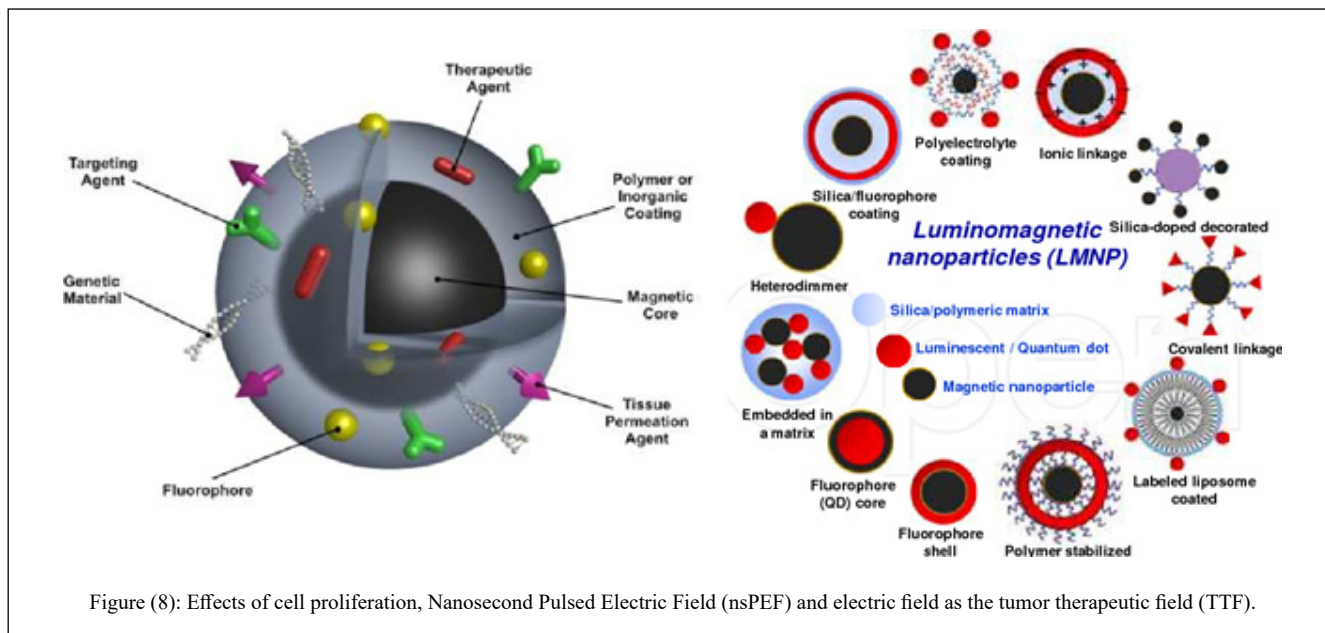 Therapeutic
Agent
Targeting
Agent
Polymer or
Inorganic
Coating
Genetic
Material
Magnetic
Core
Tissue
Permeation
Agent
Fluorophore
Polyelectrolyte
coating
Ionic linkage
Silica/fluorophore
coating
Silica-doped decorated
Luminomagnetic
nanoparticles (LMNP)
Heterodimmer
Silica/polymeric matrix
Luminescent / Quantum dot
Covalent linkage
Magnetic nanoparticle
Embedded in
a matrix
Labeled liposome
coated
Fluorophore
(QD) core
Fluorophore
shell
Polymer stabilized
Figure (8): Effects of cell proliferation, Nanosecond Pulsed Electric Field (nsPEF) and electric field as the tumor therapeutic field (TTF).